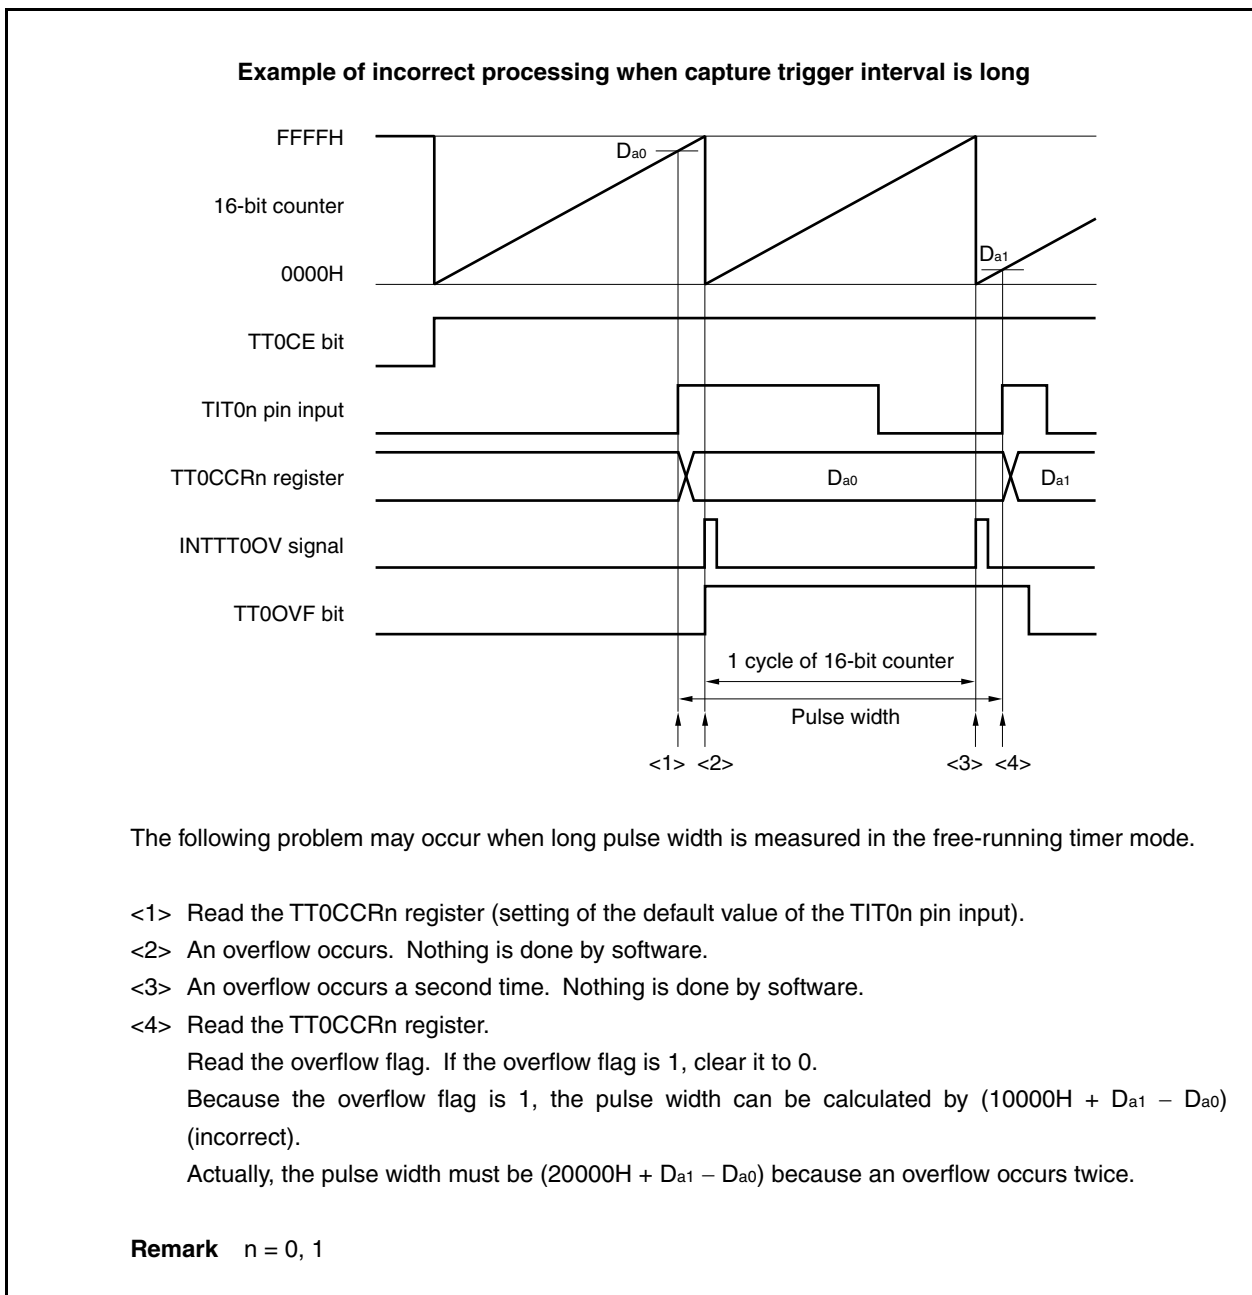 Example of incorrect processing when capture trigger interval is long
FFFFH
Da0
16-bit counter
Da1
0000H
TT0CE bit
TIT0n pin input
TT0CCRn register
Da0
Da1
INTTT0OV signal
TT0OVF bit
1 cycle of 16-bit counter
Pulse width
<1> <2> <3> <4>
The following problem may occur when long pulse width is measured in the free-running timer mode.
<1> Read the TT0CCRn register (setting of the default value of the TIT0n pin input).
<2> An overflow occurs. Nothing is done by software.
<3> An overflow occurs a second time. Nothing is done by software.
<4> Read the TT0CCRn register.
Read the overflow flag. If the overflow flag is 1, clear it to 0.
Because the overflow flag is 1, the pulse width can be calculated by (10000H + Da1 − Da0)
(incorrect).
Actually, the pulse width must be (20000H + Da1 − Da0) because an overflow occurs twice.
Remark n = 0, 1